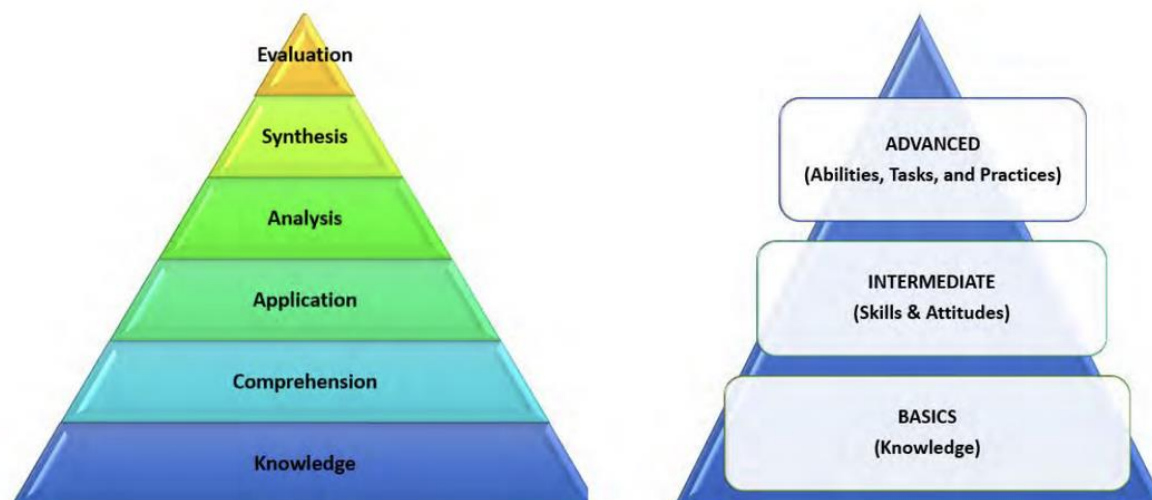 Evaluation
Synthesis
Analysis
Application
Comprehension
Knowledge
ADVANCED
(Abilities, Tasks, and Practices)
INTERMEDIATE
(Skills & Attitudes)
BASICS
(Knowledge)